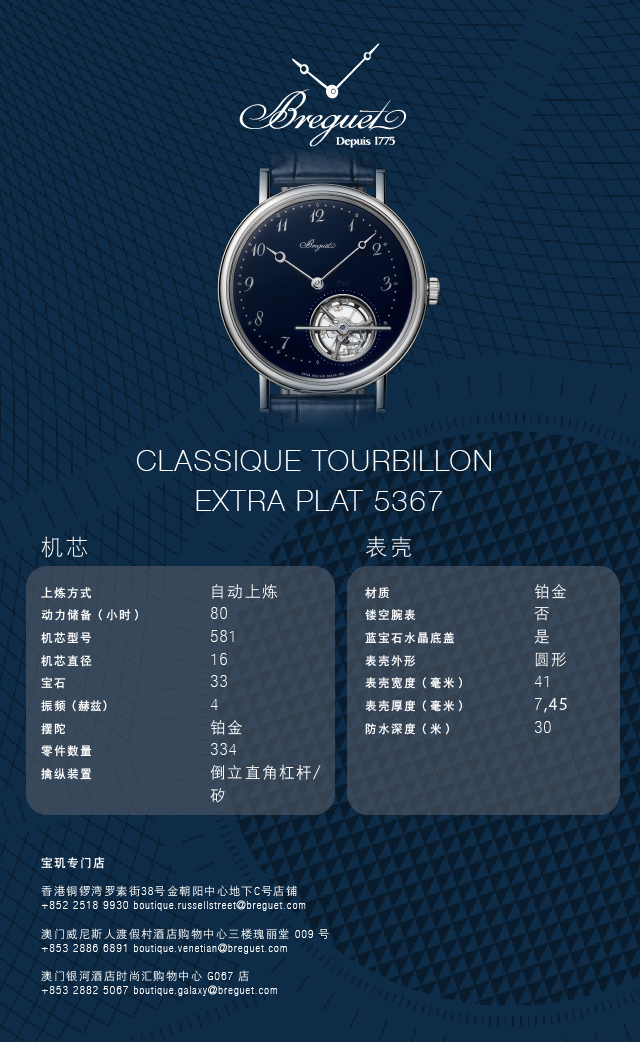 Breguet
Depuis 1775
12
11
1
10
Breguet
2
9
3
8
7
CLASSIQUE TOURBILLON
EXTRA PLAT 5367
机芯
上炼方式 自动上炼
动力储备（小时） 80
机芯型号 581
机芯直径 16
宝石 33
振频（赫兹） 4
摆陀 铂金
零件数量 334
擒纵装置 倒立直角杠杆/
矽
表壳
材质 铂金
镂空腕表 否
蓝宝石水晶底盖 是
表壳外形 圆形
表壳宽度（毫米） 41
表壳厚度（毫米） 7,45
防水深度（米） 30
宝玑专门店
香港铜锣湾罗素街38号金朝阳中心地下C号店铺
+852 2518 9930 boutique.russellstreet@breguet.com
澳门威尼斯人渡假村酒店购物中心三楼瑰丽堂 009 号
+853 2886 6891 boutique.venetian@breguet.com
澳门银河酒店时尚汇购物中心 G067 店
+853 2882 5067 boutique.galaxy@breguet.com